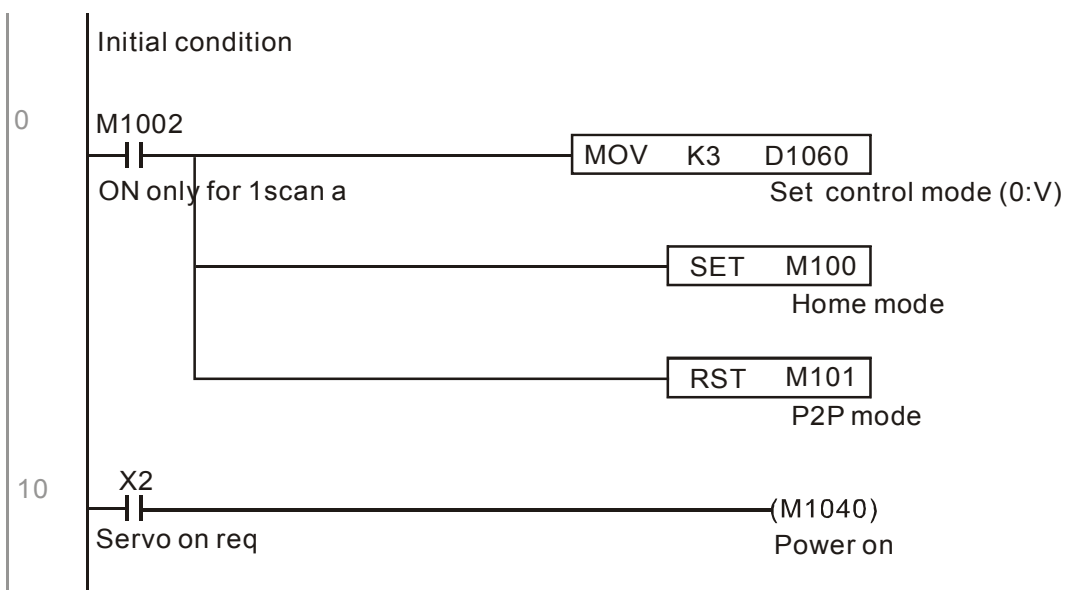 Initial condition
0
M1002
MOV K3 D1060
ON only for 1scan a
Set control mode (0:V)
SET M100
Home mode
RST M101
P2P mode
10
X2
(M1040)
Servo on req
Power on